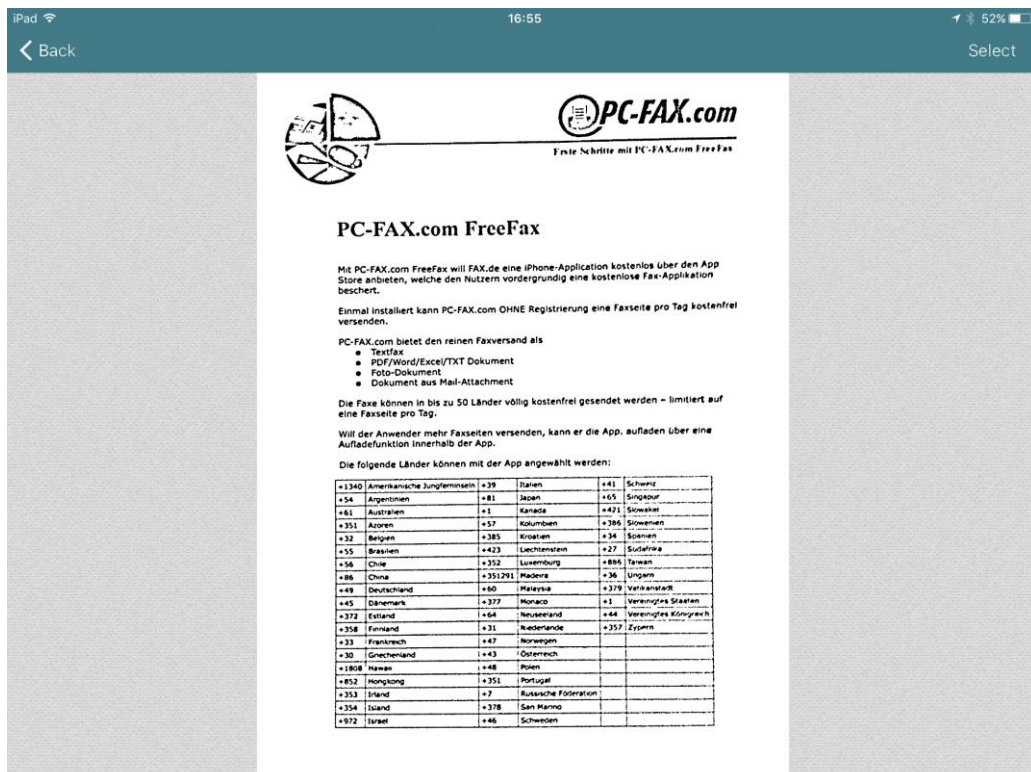 iPad 16:55 52%
Back Select
PC-FAX.com
Erste Schritte mit PC-FAX.com FreeFax
PC-FAX.com FreeFax
Mit PC-FAX.com FreeFax will FAX.de eine iPhone-Application kostenlos über den App
Store anbieten, welche den Nutzern vordergrundig eine kostenlose Fax-Applikation
beschert.
Einmal installiert kann PC-FAX.com OHNE Registrierung eine Faxseite pro Tag kostenfrei
versenden.
PC-FAX.com bietet den reinen Faxversand als
● Textfax
● PDF/Word/Excel/TXT Dokument
● Foto-Dokument
● Dokument aus Mail-Attachment
Die Faxe können in bis zu 50 Länder völlig kostenfrei gesendet werden – limitiert auf
eine Faxseite pro Tag.
Will der Anwender mehr Faxseiten versenden, kann er die App. aufladen über eine
Aufladefunktion innerhalb der App.
Die folgende Länder können mit der App angewählt werden:
+1340 Amerikanische Jungferninseln +39 Italien +41 Schweiz
+54 Argentinien +81 Japan +65 Singapur
+61 Australien +1 Kanada +421 Slowakei
+351 Azoren +57 Kolumbien +386 Slowenien
+32 Belgien +385 Kroatien +34 Spanien
+55 Brasilien +423 Liechtenstein +27 Südafrika
+56 Chile +352 Luxemburg +886 Taiwan
+86 China +351291 Madeira +36 Ungarn
+49 Deutschland +60 Malaysia +379 Vatikanstadt
+45 Dänemark +377 Monaco +1 Vereinigtes Staaten
+372 Estland +64 Neuseeland +44 Vereinigtes Königreich
+358 Finnland +31 Niederlande +357 Zypern
+33 Frankreich +47 Norwegen
+30 Griechenland +43 Österreich
+1808 Hawaii +48 Polen
+852 Hongkong +351 Portugal
+353 Irland +7 Russische Föderation
+354 Island +378 San Marino
+972 Israel +46 Schweden